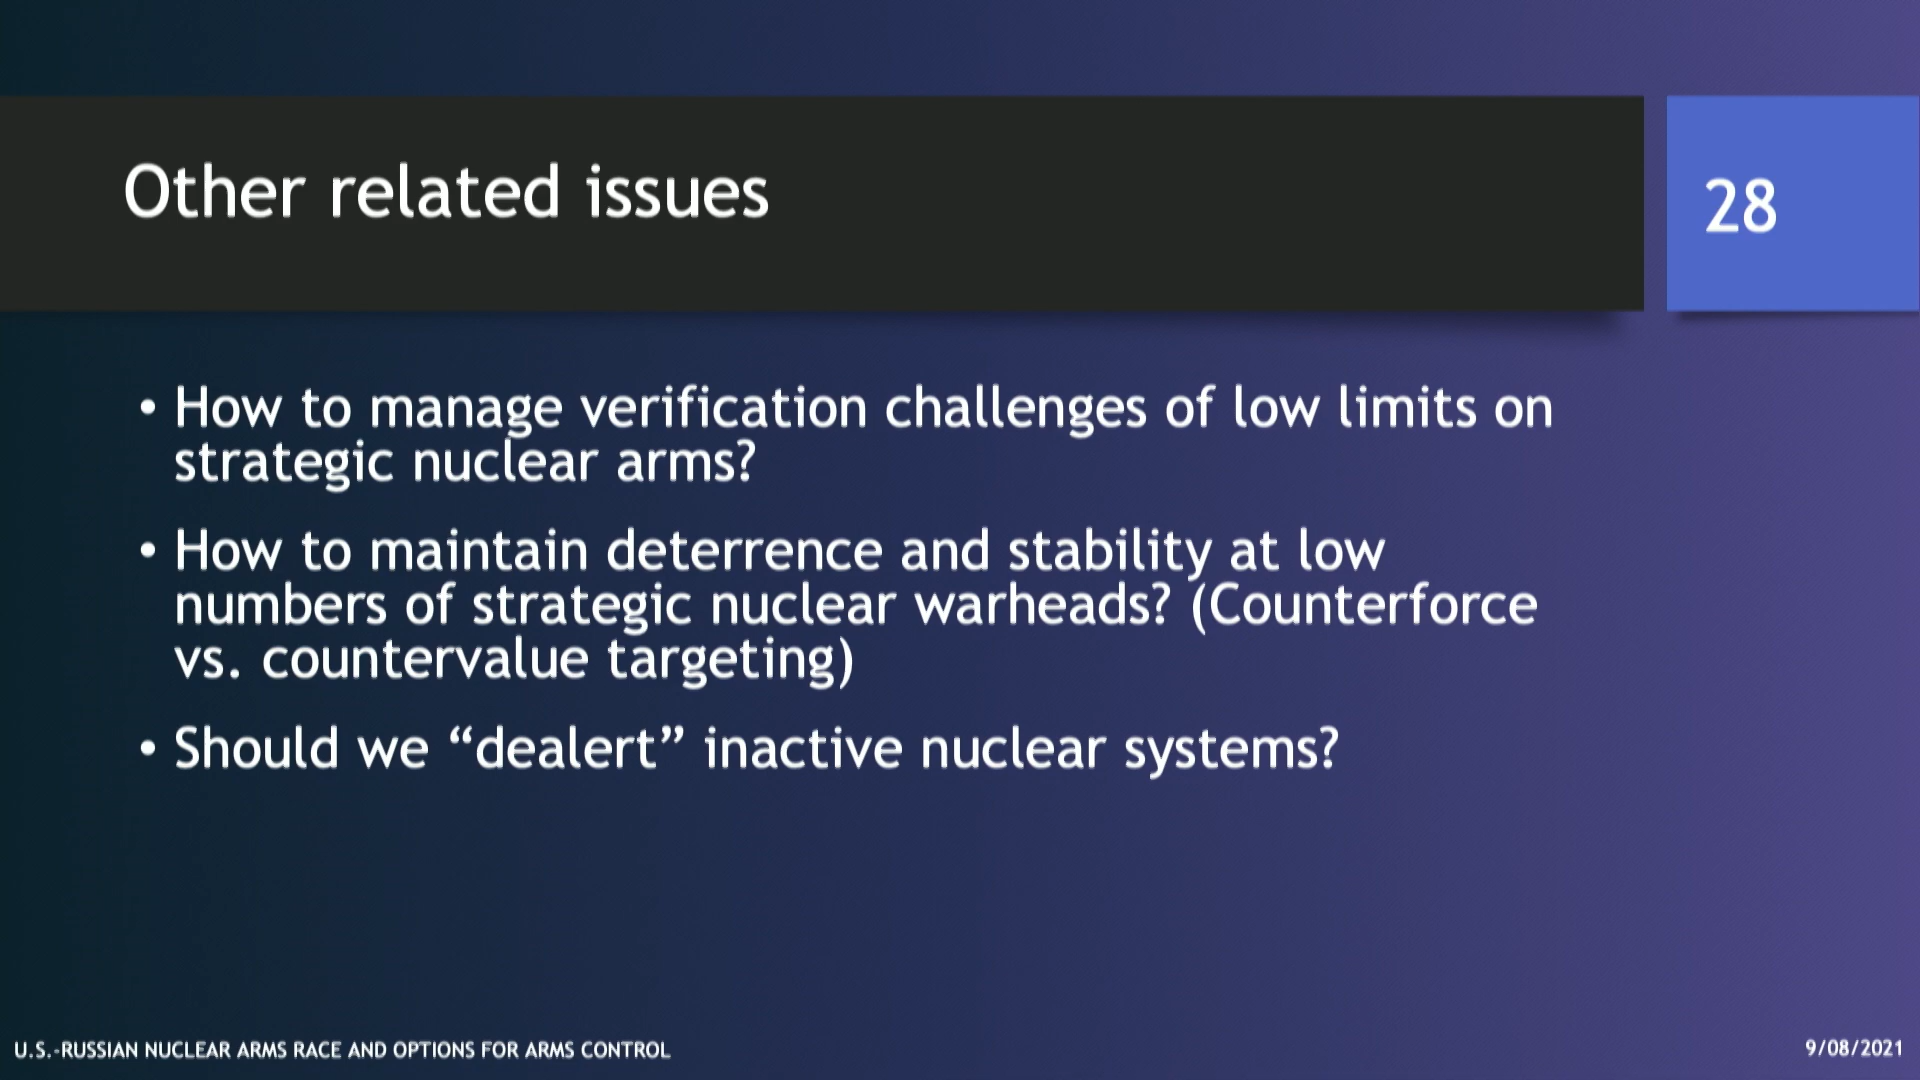 Other related issues
28
• How to manage verification challenges of low limits on
strategic nuclear arms?
• How to maintain deterrence and stability at low
numbers of strategic nuclear warheads? (Counterforce
vs. countervalue targeting)
• Should we “dealert” inactive nuclear systems?
U.S.-RUSSIAN NUCLEAR ARMS RACE AND OPTIONS FOR ARMS CONTROL
9/08/2021